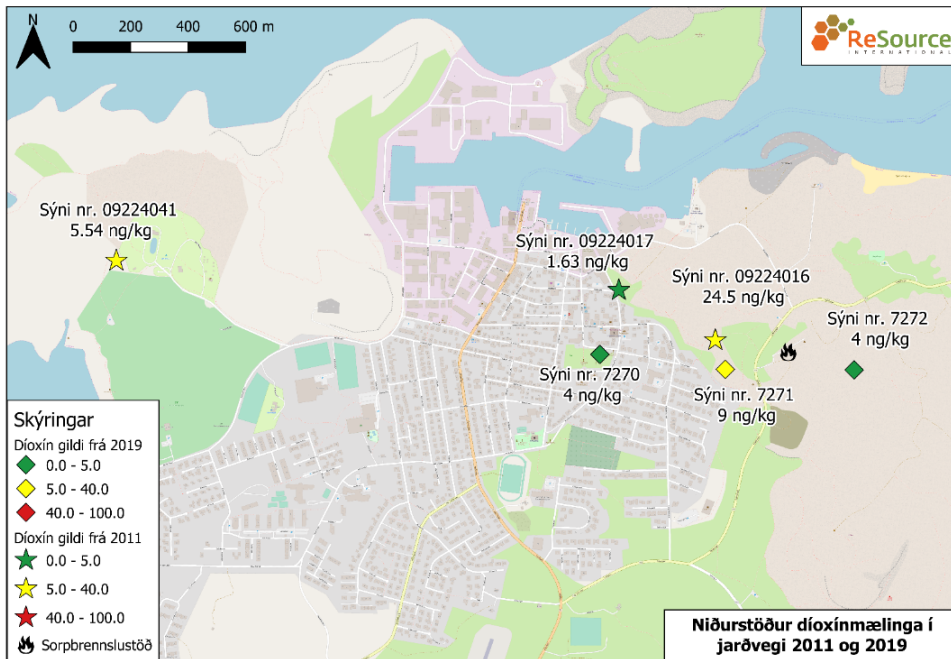 N
0 200 400 600 m
ReSource
INTERNATIONAL
Sýni nr. 09224041
5.54 ng/kg
Sýni nr. 09224017
1.63 ng/kg
Sýni nr. 09224016
24.5 ng/kg
Sýni nr. 7272
4 ng/kg
Sýni nr. 7270
4 ng/kg
Sýni nr. 7271
9 ng/kg
Skýringar
Díoxín gildi frá 2019
0.0 - 5.0
5.0 - 40.0
40.0 - 100.0
Díoxín gildi frá 2011
0.0 - 5.0
5.0 - 40.0
40.0 - 100.0
Sorpbrennslustöð
Niðurstöður díoxínmælinga í
jarðvegi 2011 og 2019